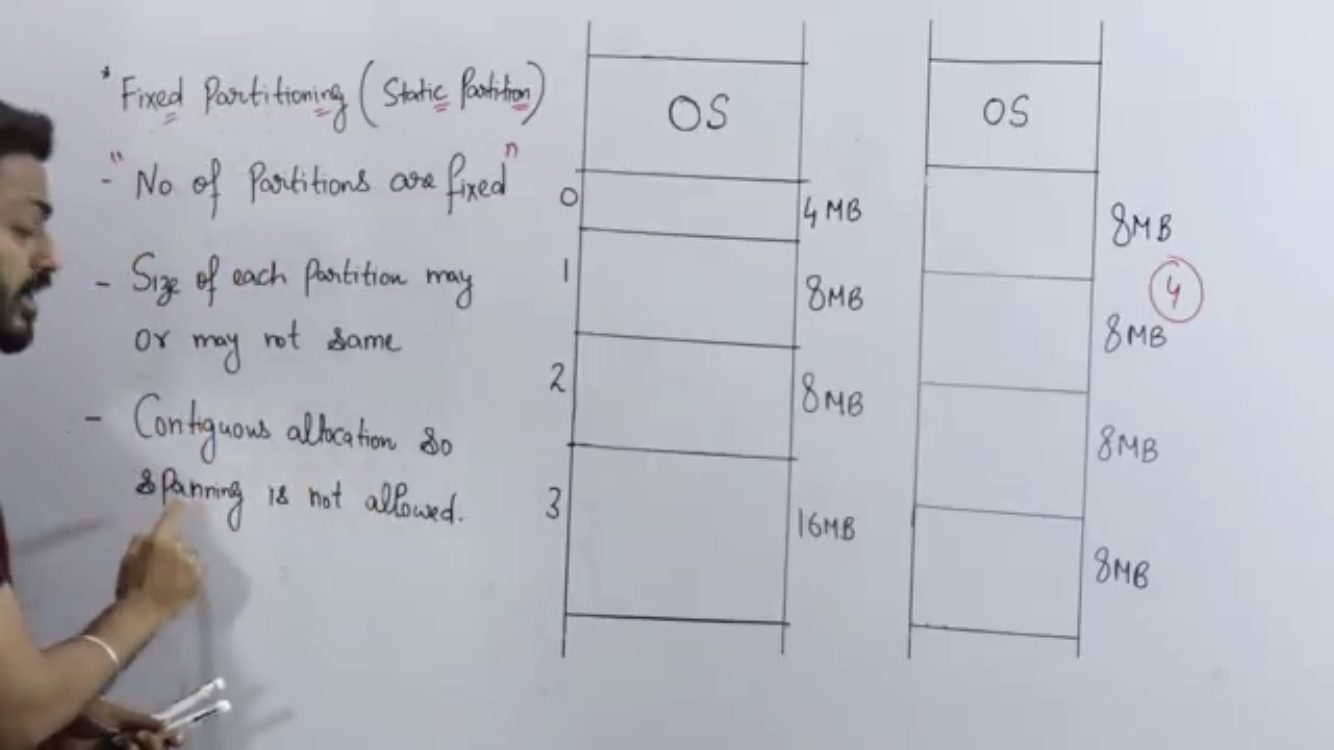 * Fixed Partitioning (Static Partition)
- "No of Partitions are fixed"
- Size of each Partition may
or may not same
- Contiguous allocation so
spanning is not allowed.
OS
0 4MB
1 8MB
2 8MB
3 16MB
OS
8MB
4
8MB
8MB
8MB